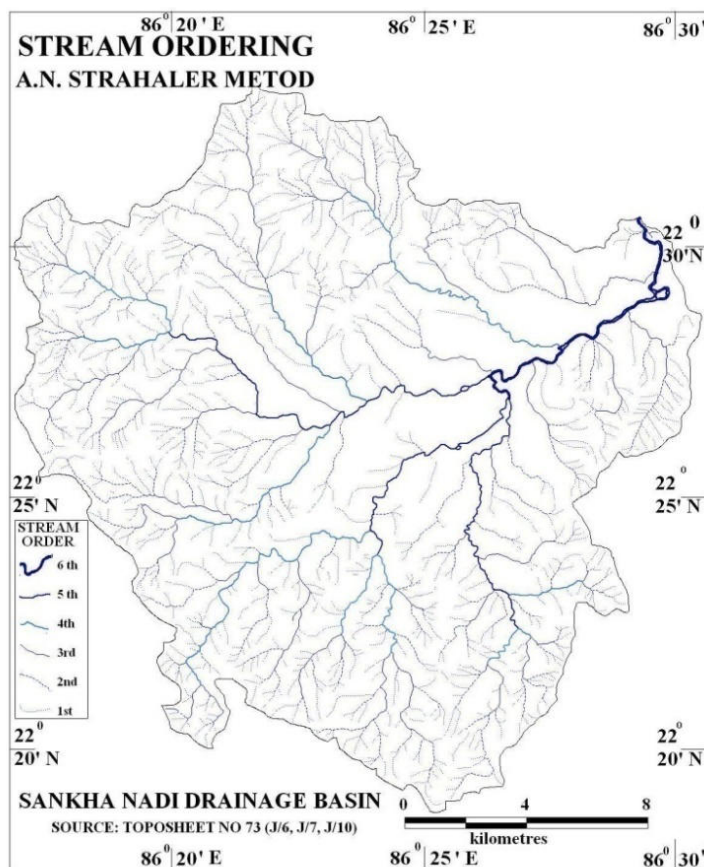 86° 20' E 86° 25' E 86° 30'
STREAM ORDERING
A.N. STRAHALER METOD
22°
30'N
22°
25' N
22°
25' N
STREAM
ORDER
6 th
5 th
4th
3rd
2nd
1st
22°
20' N
22°
20' N
SANKHA NADI DRAINAGE BASIN
SOURCE: TOPOSHEET NO 73 (J/6, J/7, J/10)
0 4 8
kilometres
86° 20' E 86° 25' E 86° 30' E